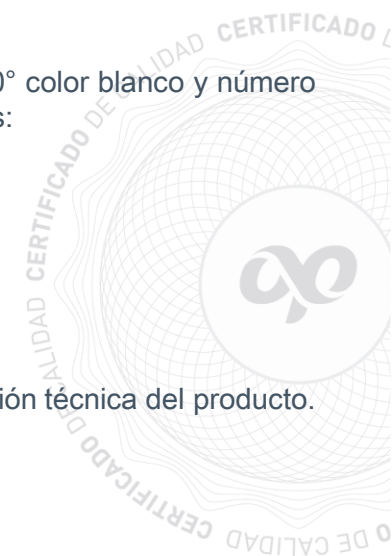 0° color blanco y número
s:
ión técnica del producto.
CERTIFICADO DE CALIDAD CERTIFICADO DE CALIDAD CERTIFICADO